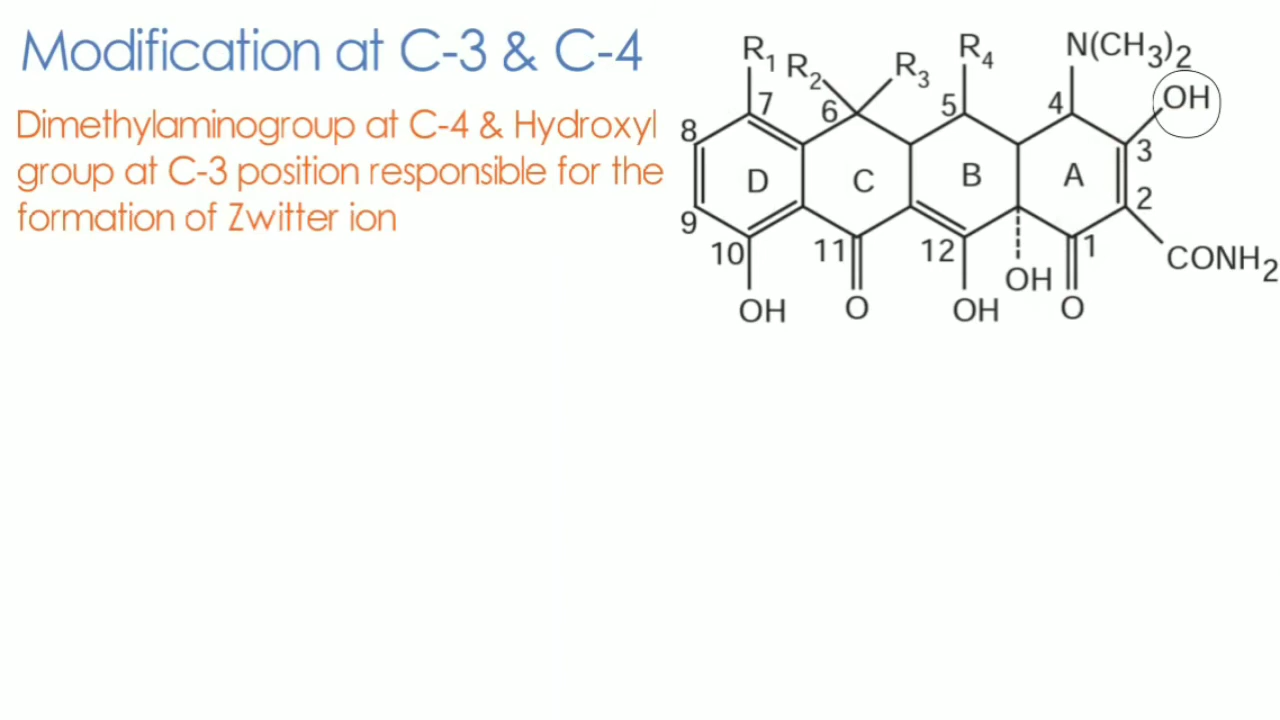 Modification at C-3 & C-4
Dimethylaminogroup at C-4 & Hydroxyl
group at C-3 position responsible for the
formation of Zwitter ion
R1 R2 R3 R4 N(CH3)2
7 6 5 4 OH
8 3
D C B A
9 2
10 11 12 1 CONH2
OH O OH OH O